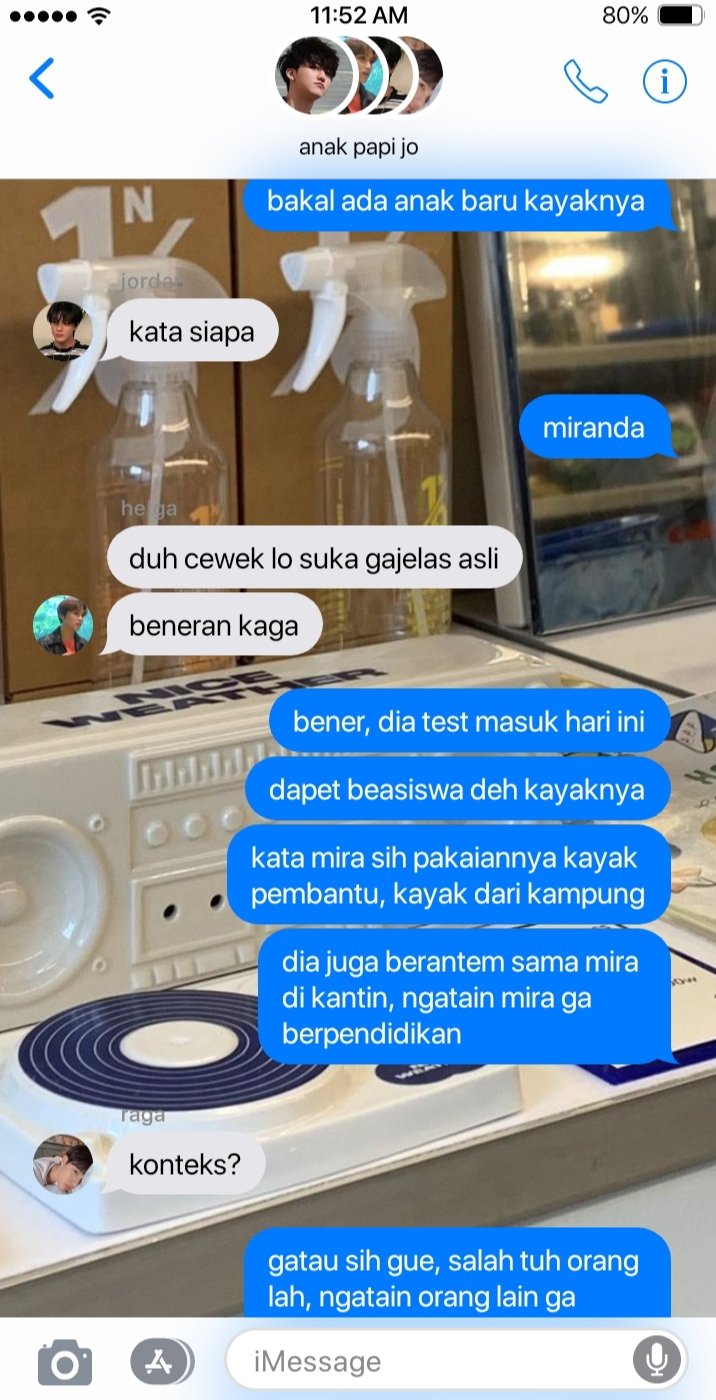 11:52 AM
80%
anak papi jo
bakal ada anak baru kayaknya
jordan
kata siapa
miranda
helga
duh cewek lo suka gajelas asli
beneran kaga
bener, dia test masuk hari ini
dapet beasiswa deh kayaknya
kata mira sih pakaiannya kayak
pembantu, kayak dari kampung
dia juga berantem sama mira
di kantin, ngatain mira ga
berpendidikan
raga
konteks?
gatau sih gue, salah tuh orang
lah, ngatain orang lain ga
iMessage
1N
NICE
WEATHER